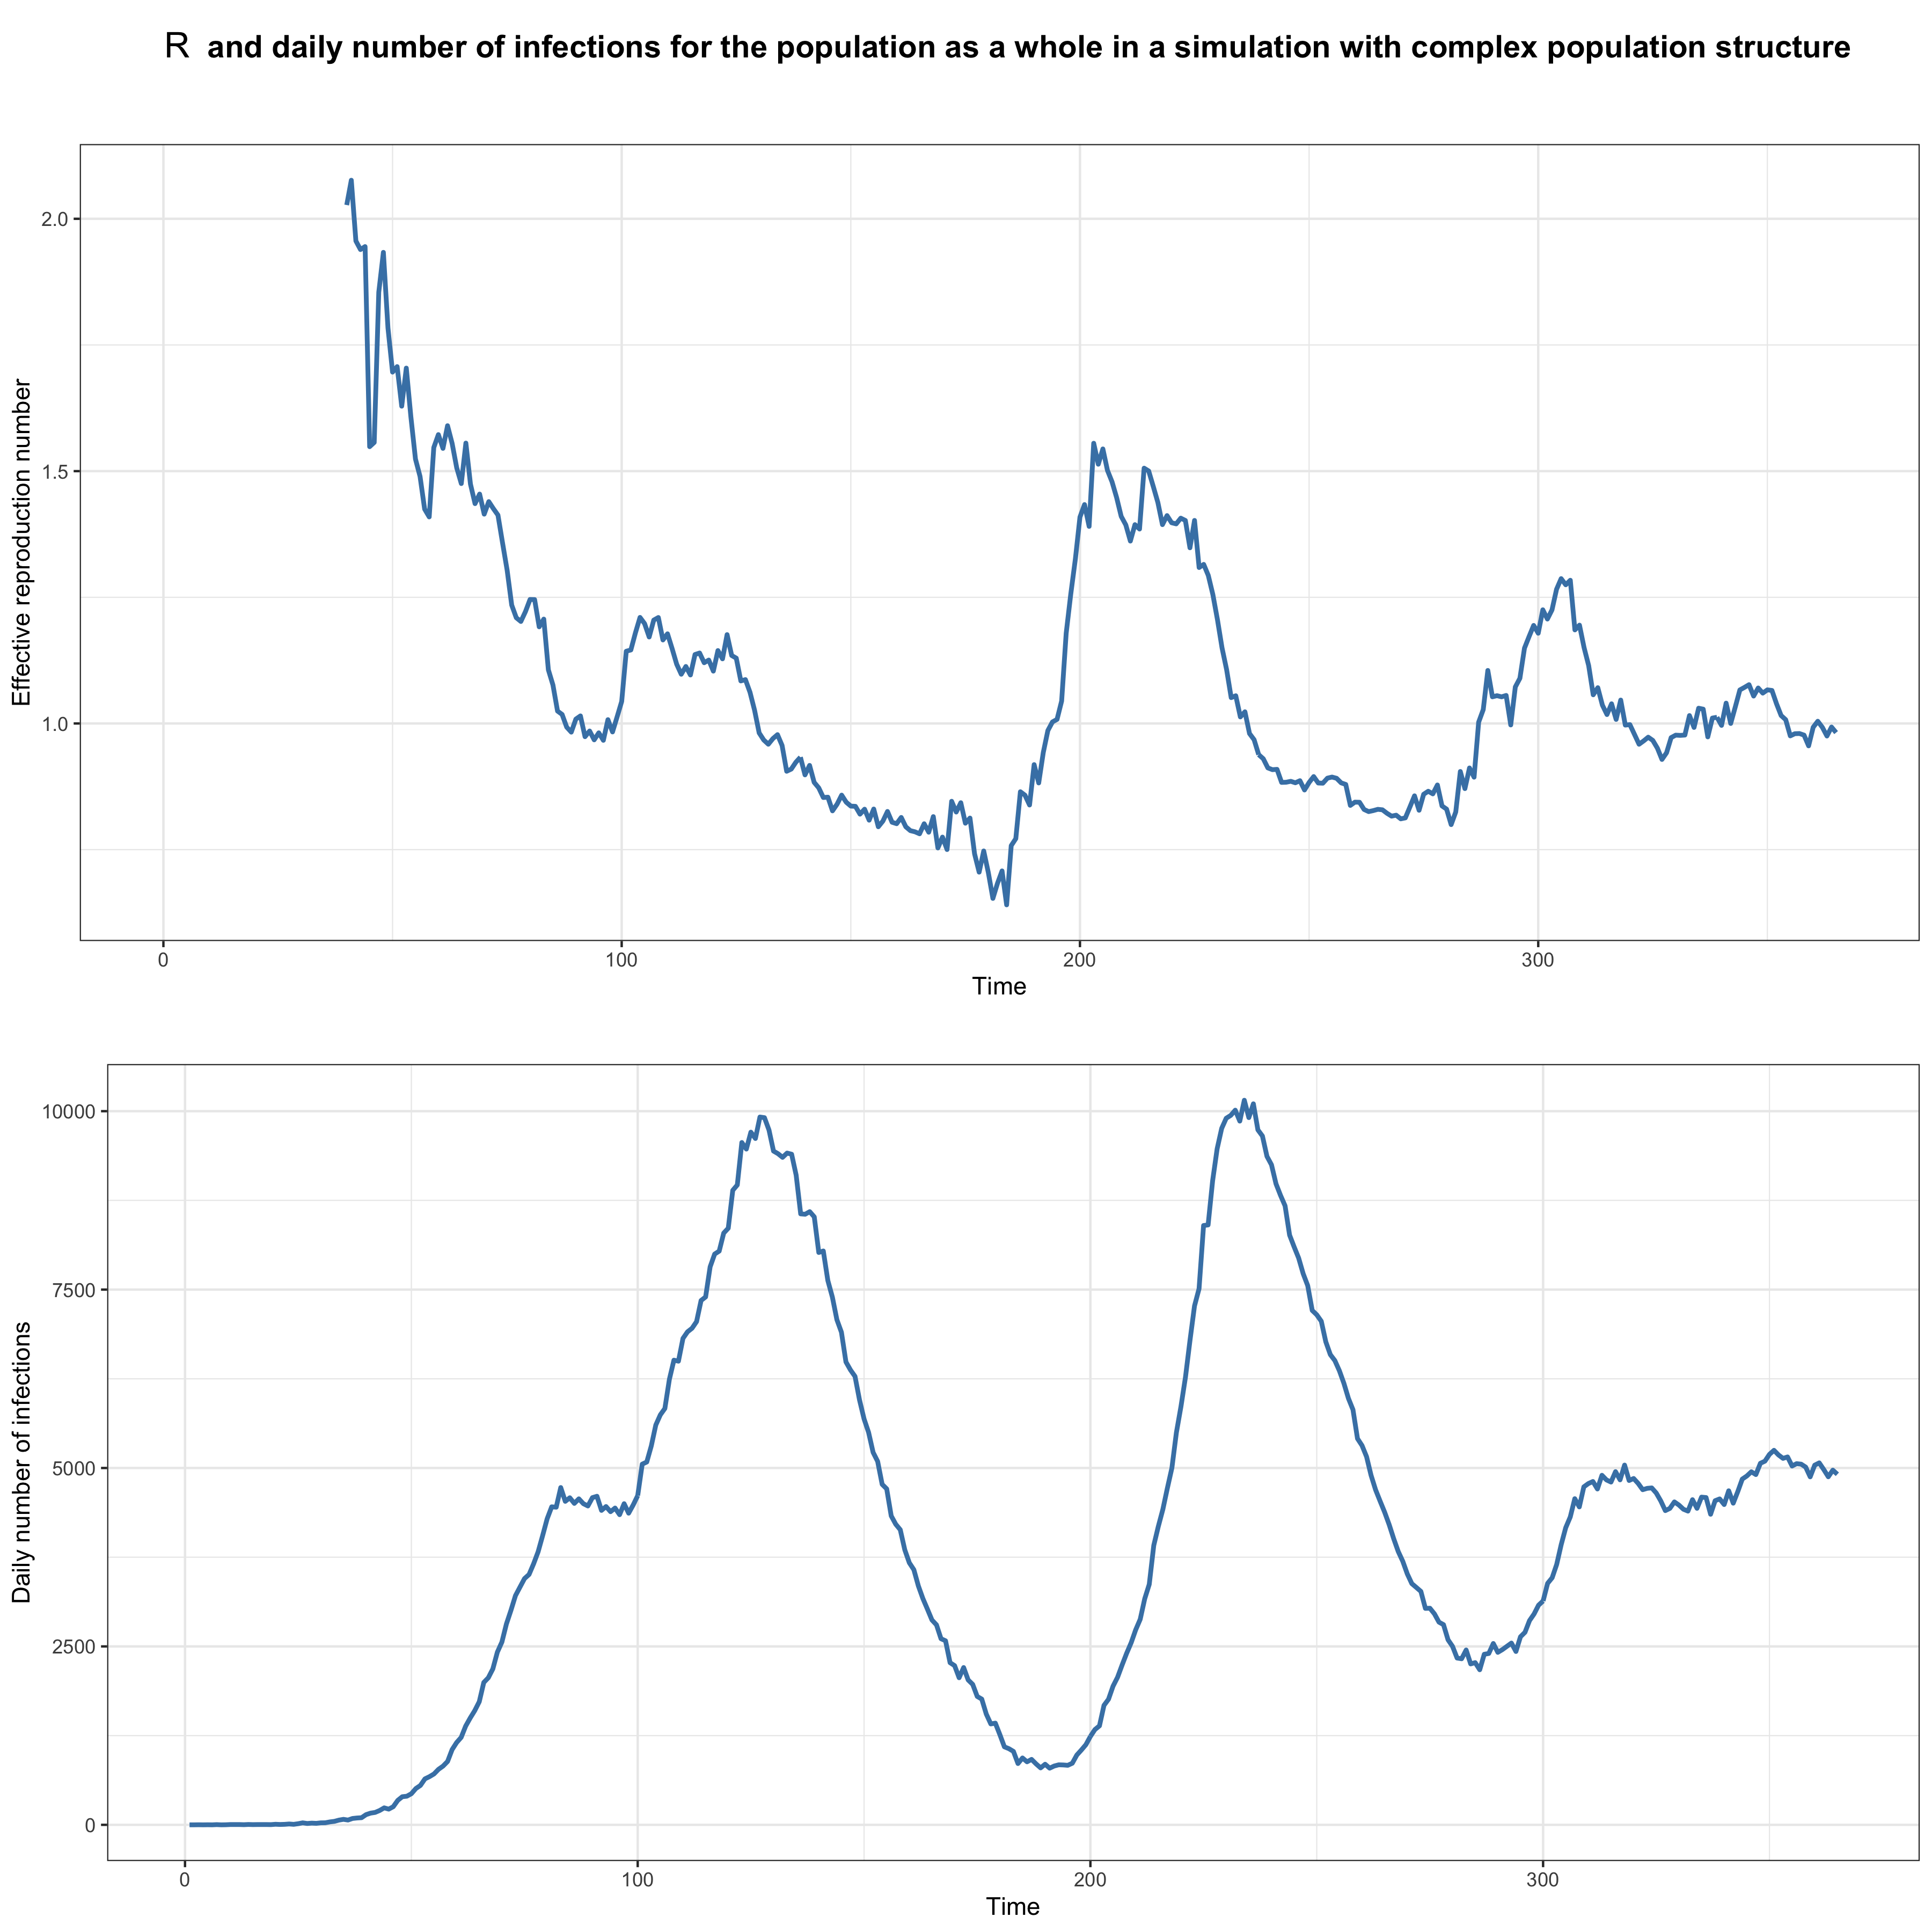 R and daily number of infections for the population as a whole in a simulation with complex population structure
Effective reproduction number
2.0
1.5
1.0
0 100 200 300
Time
Daily number of infections
10000
7500
5000
2500
0
0 100 200 300
Time